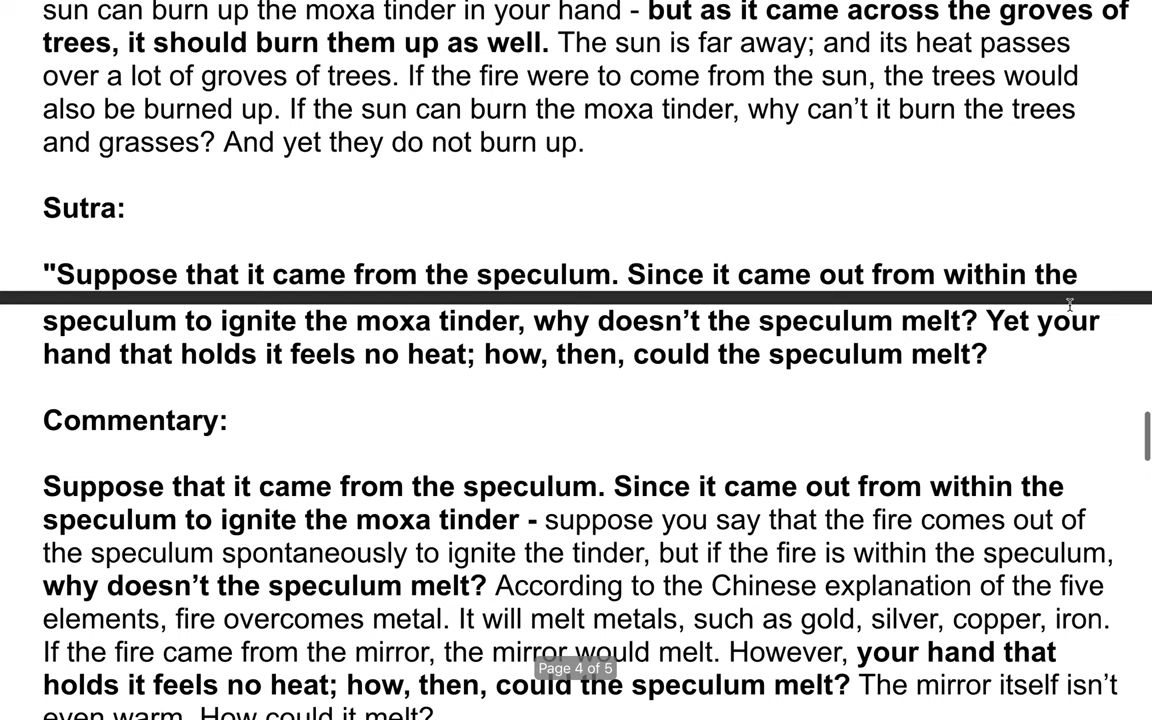 sun can burn up the moxa tinder in your hand - but as it came across the groves of
trees, it should burn them up as well. The sun is far away; and its heat passes
over a lot of groves of trees. If the fire were to come from the sun, the trees would
also be burned up. If the sun can burn the moxa tinder, why can’t it burn the trees
and grasses? And yet they do not burn up.
Sutra:
"Suppose that it came from the speculum. Since it came out from within the
speculum to ignite the moxa tinder, why doesn’t the speculum melt? Yet your
hand that holds it feels no heat; how, then, could the speculum melt?
Commentary:
Suppose that it came from the speculum. Since it came out from within the
speculum to ignite the moxa tinder - suppose you say that the fire comes out of
the speculum spontaneously to ignite the tinder, but if the fire is within the speculum,
why doesn’t the speculum melt? According to the Chinese explanation of the five
elements, fire overcomes metal. It will melt metals, such as gold, silver, copper, iron.
If the fire came from the mirror, the mirror would melt. However, your hand that
Page 4 of 5
holds it feels no heat; how, then, could the speculum melt? The mirror itself isn’t
even warm. How could it melt?